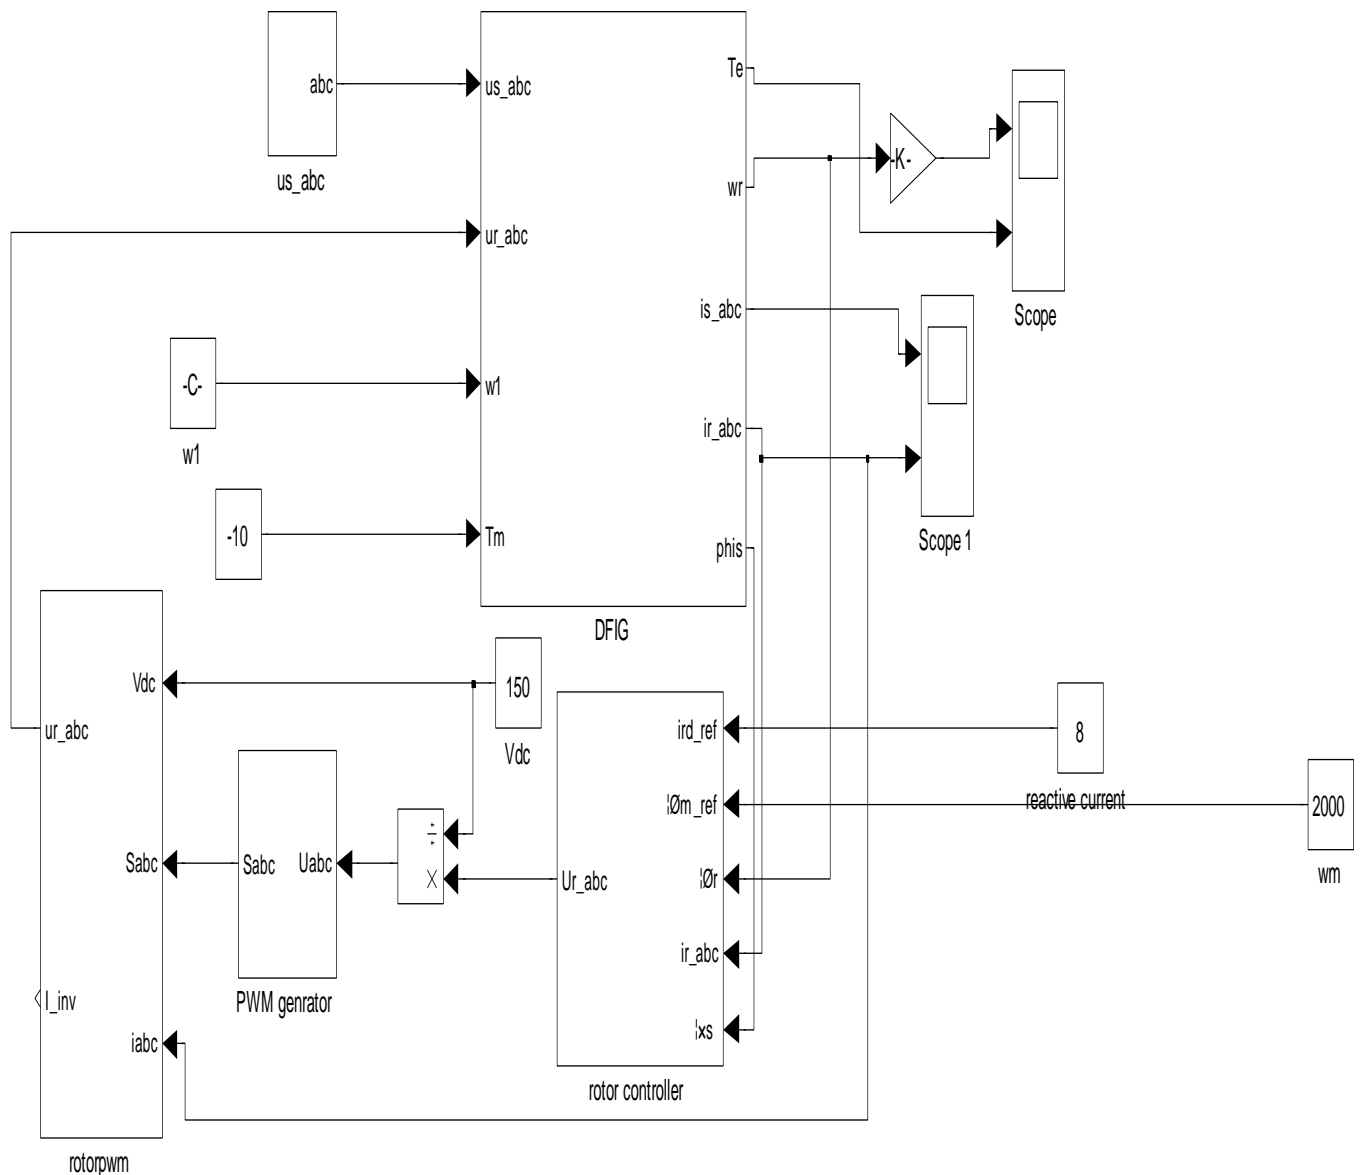 abc
us_abc
us_abc
ur_abc
w1
Tm
Te
wr
is_abc
ir_abc
phis
DFIG
-K-
Scope
Scope 1
-C-
w1
-10
Vdc
ur_abc
Sabc
I_inv
iabc
rotorpwm
150
Vdc
Sabc
Uabc
PWM genrator
÷
X
Ur_abc
ird_ref
¦Øm_ref
¦Ør
ir_abc
¦×s
rotor controller
8
reactive current
2000
wm